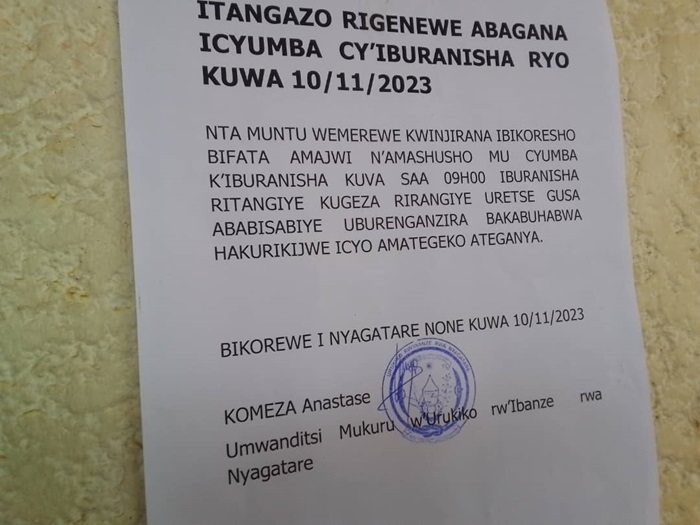 ITANGAZO RIGENEWE ABAGANA
ICYUMBA CY'IBURANISHA RYO
KUWA 10/11/2023
NTA MUNTU WEMEREWE KWINJIRANA IBIKORESHO
BIFATA AMAJWI N'AMASHUSHO MU CYUMBA
K'IBURANISHA KUVA SAA 09H00 IBURANISHA
RITANGIYE KUGEZA RIRANGIYE URETSE GUSA
ABABISABIYE UBURENGANZIRA BAKABUHABWA
HAKURIKIJWE ICYO AMATEGEKO ATEGANYA.
BIKOREWE I NYAGATARE NONE KUWA 10/11/2023
KOMEZA Anastase
Umwanditsi Mukuru w'Urukiko rw'Ibanze rwa
Nyagatare